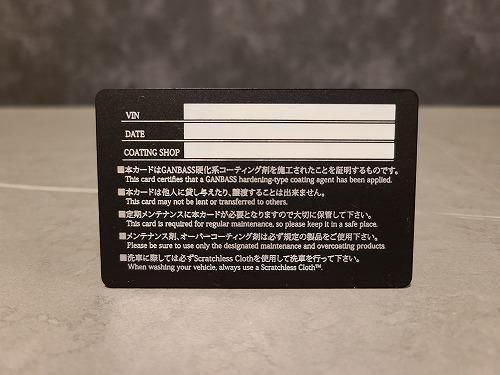 VIN
DATE
COATING SHOP
■本カードはGANBASS硬化系コーティング剤を施工されたことを証明するものです。
This card certifies that a GANBASS hardening-type coating agent has been applied.
■本カードは他人に貸し与えたり、譲渡することは出来ません。
This card may not be lent or transferred to others.
■定期メンテナンスに本カードが必要となりますので大切に保管して下さい。
This card is required for regular maintenance, so please keep it in a safe place.
■メンテナンス剤、オーバーコーティング剤は必ず規定の製品をご使用下さい。
Please be sure to use only the designated maintenance and overcoating products.
■洗車に際しては必ずScratchless Clothを使用して洗車を行って下さい。
When washing your vehicle, always use a Scratchless Cloth™.